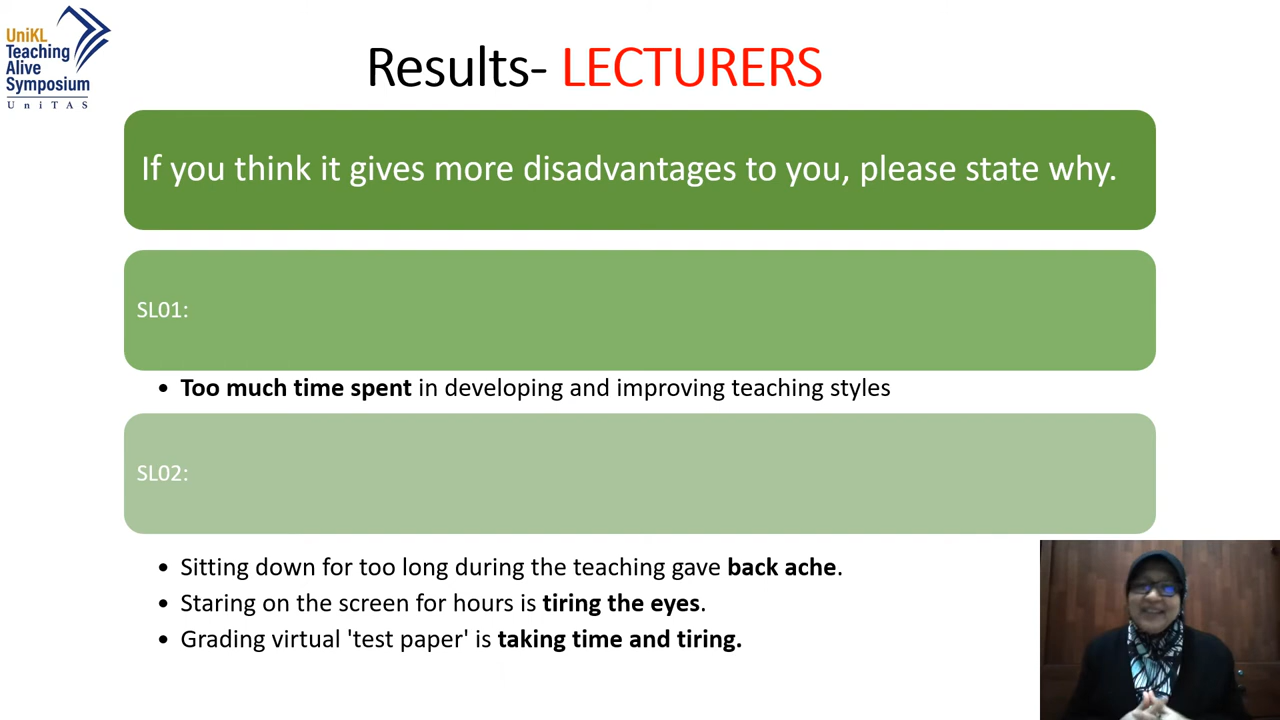 UniKL
Teaching
Alive
Symposium
UniTAS
Results- LECTURERS
If you think it gives more disadvantages to you, please state why.
SL01:
• Too much time spent in developing and improving teaching styles
SL02:
• Sitting down for too long during the teaching gave back ache.
• Staring on the screen for hours is tiring the eyes.
• Grading virtual 'test paper' is taking time and tiring.